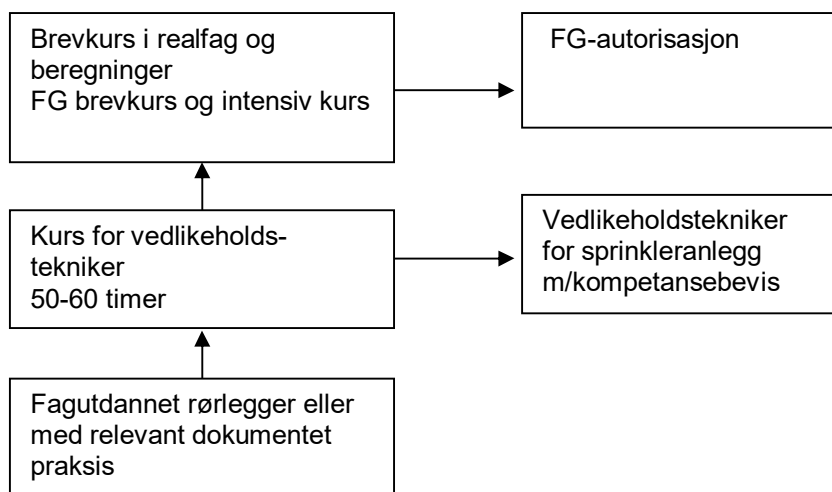 Brevkurs i realfag og
beregninger
FG brevkurs og intensiv kurs
FG-autorisasjon
Kurs for vedlikeholds-
tekniker
50-60 timer
Vedlikeholdstekniker
for sprinkleranlegg
m/kompetansebevis
Fagutdannet rørlegger eller
med relevant dokumentet
praksis